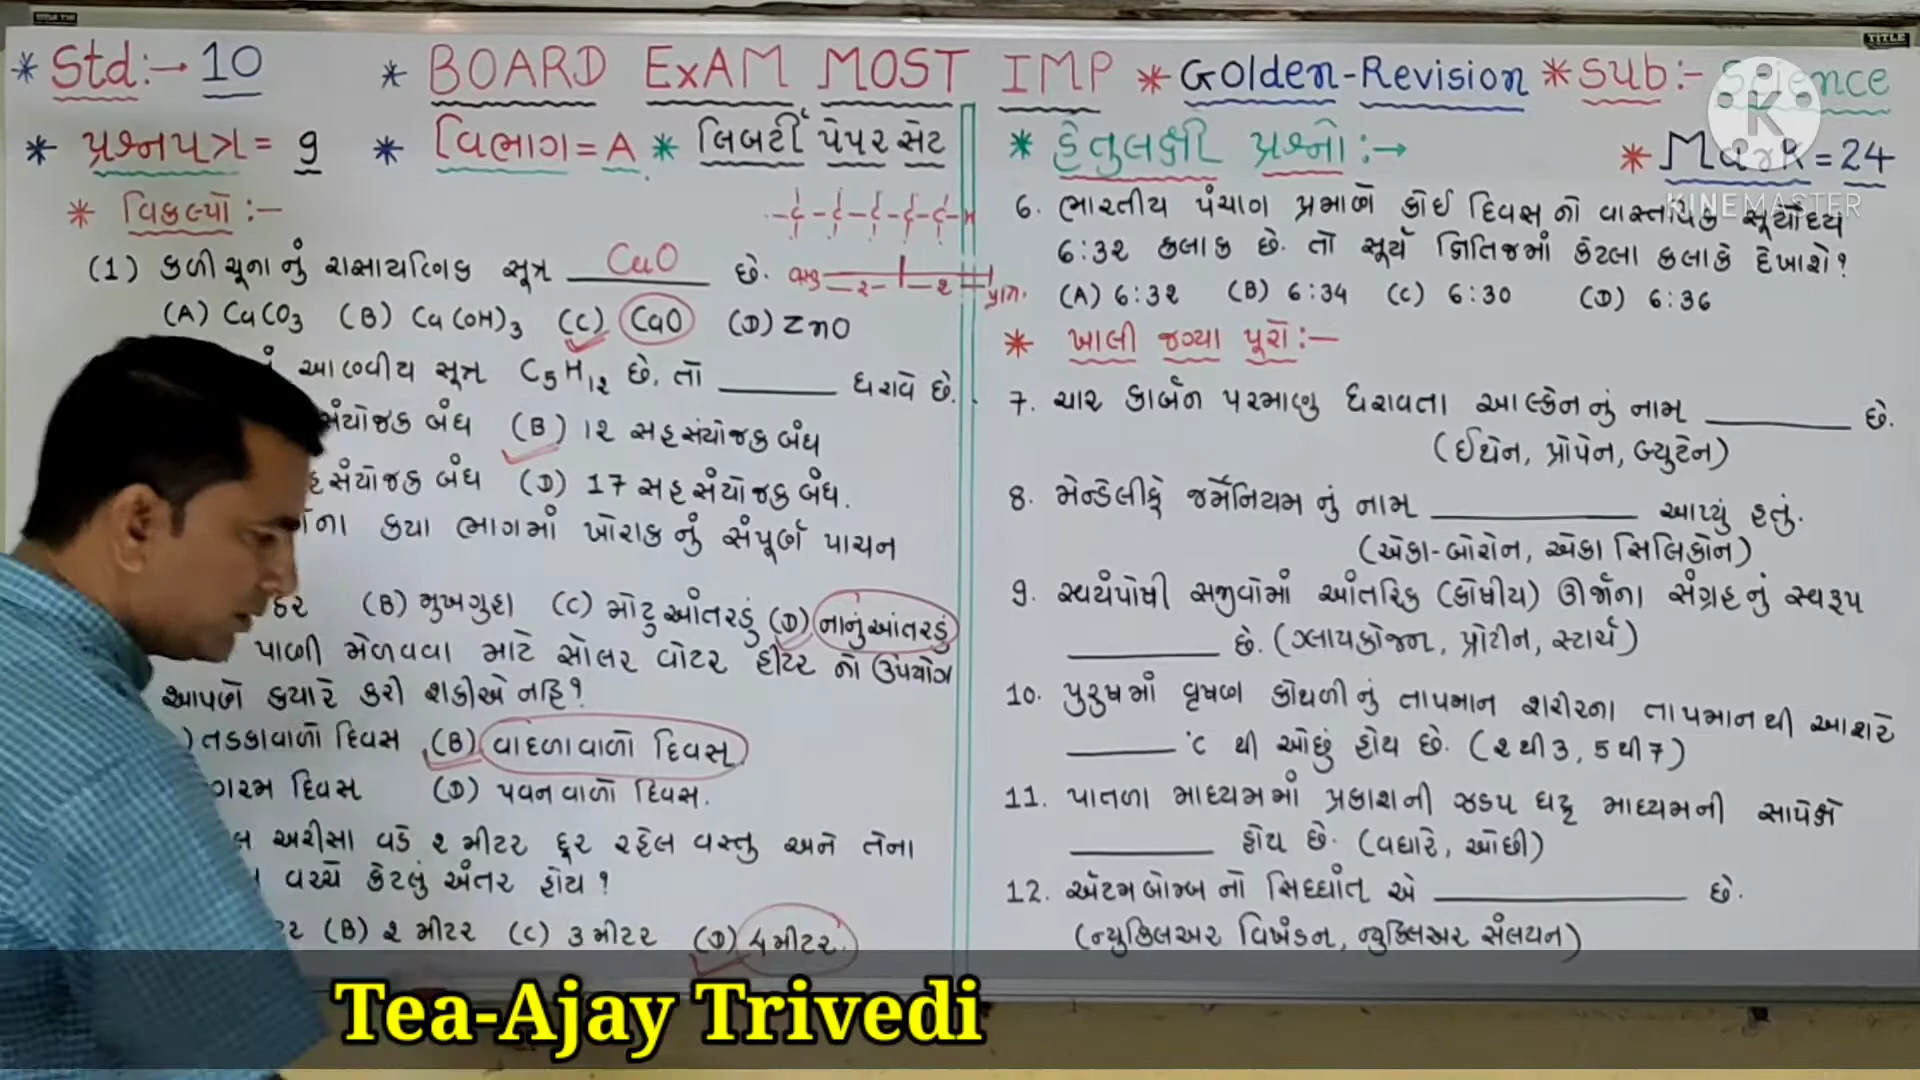 * Std:→ 10 * BOARD ExAM MOST IMP * Golden-Revision * Sub:- Science
* પ્રશ્નપત્ર = 9 * વિભાગ = A * લિબર્ટી પેપર સેટ
* વિકલ્પો :-
(1) કળીચૂના નું રાસાયણિક સૂત્ર CaO છે.
(A) CaCO3 (B) Ca(OH)3 (C) CaO (D) ZnO
આણ્વીય સૂત્ર C5H12 છે, તો ______ ધરાવે છે.
સંયોજક બંધ (B) 12 સહસંયોજક બંધ
સંયોજક બંધ (D) 17 સહસંયોજક બંધ.
કયા ભાગમાં ખોરાક નું સંપૂર્ણ પાચન
(B) મુખગુહા (C) મોટુ આંતરડું (D) નાનું આંતરડું
પાણી મેળવવા માટે સોલર વોટર હીટર નો ઉપયોગ
આપણે ક્યારે કરી શકીએ નહિ?
તડકાવાળો દિવસ (B) વાદળાવાળો દિવસ
ગરમ દિવસ (D) પવનવાળો દિવસ.
અરીસા વડે 2 મીટર દૂર રહેલ વસ્તુ અને તેના
વચ્ચે કેટલું અંતર હોય?
(B) 2 મીટર (C) 3 મીટર (D) 4 મીટર.
* હેતુલક્ષી પ્રશ્નો :→ * MarK = 24
6. ભારતીય પંચાગ પ્રમાણે કોઈ દિવસ નો વાસ્તવિક સૂર્યોદય
6:32 કલાક છે. તો સૂર્ય ક્ષિતિજમાં કેટલા કલાકે દેખાશે?
(A) 6:32 (B) 6:34 (C) 6:30 (D) 6:36
* ખાલી જગ્યા પૂરો :-
7. ચાર કાર્બન પરમાણુ ધરાવતા આલ્કેન નું નામ ______ છે.
(ઈથેન, પ્રોપેન, બ્યુટેન)
8. મેન્ડેલીફે જર્મેનિયમ નું નામ ______ આપ્યું હતું.
(એકા-બોરોન, એકા સિલિકોન)
9. સ્વયંપોષી સજીવોમાં આંતરિક (કોષીય) ઊર્જાના સંગ્રહ નું સ્વરૂપ
______ છે. (ગ્લાયકોજન, પ્રોટીન, સ્ટાર્ચ)
10. પુરુષમાં વૃષણ કોથળી નું તાપમાન શરીરના તાપમાનથી આશરે
______ °C થી ઓછું હોય છે. (2 થી 3, 5 થી 7)
11. પાતળા માધ્યમમાં પ્રકાશની ઝડપ ઘટ્ટ માધ્યમની સાપેક્ષે
______ હોય છે. (વધારે, ઓછી)
12. એટમબોમ્બ નો સિધ્ધાંત એ ______ છે.
(ન્યુક્લિઅર વિખંડન, ન્યુક્લિઅર સંલયન)
KINEMASTER
Tea-Ajay Trivedi